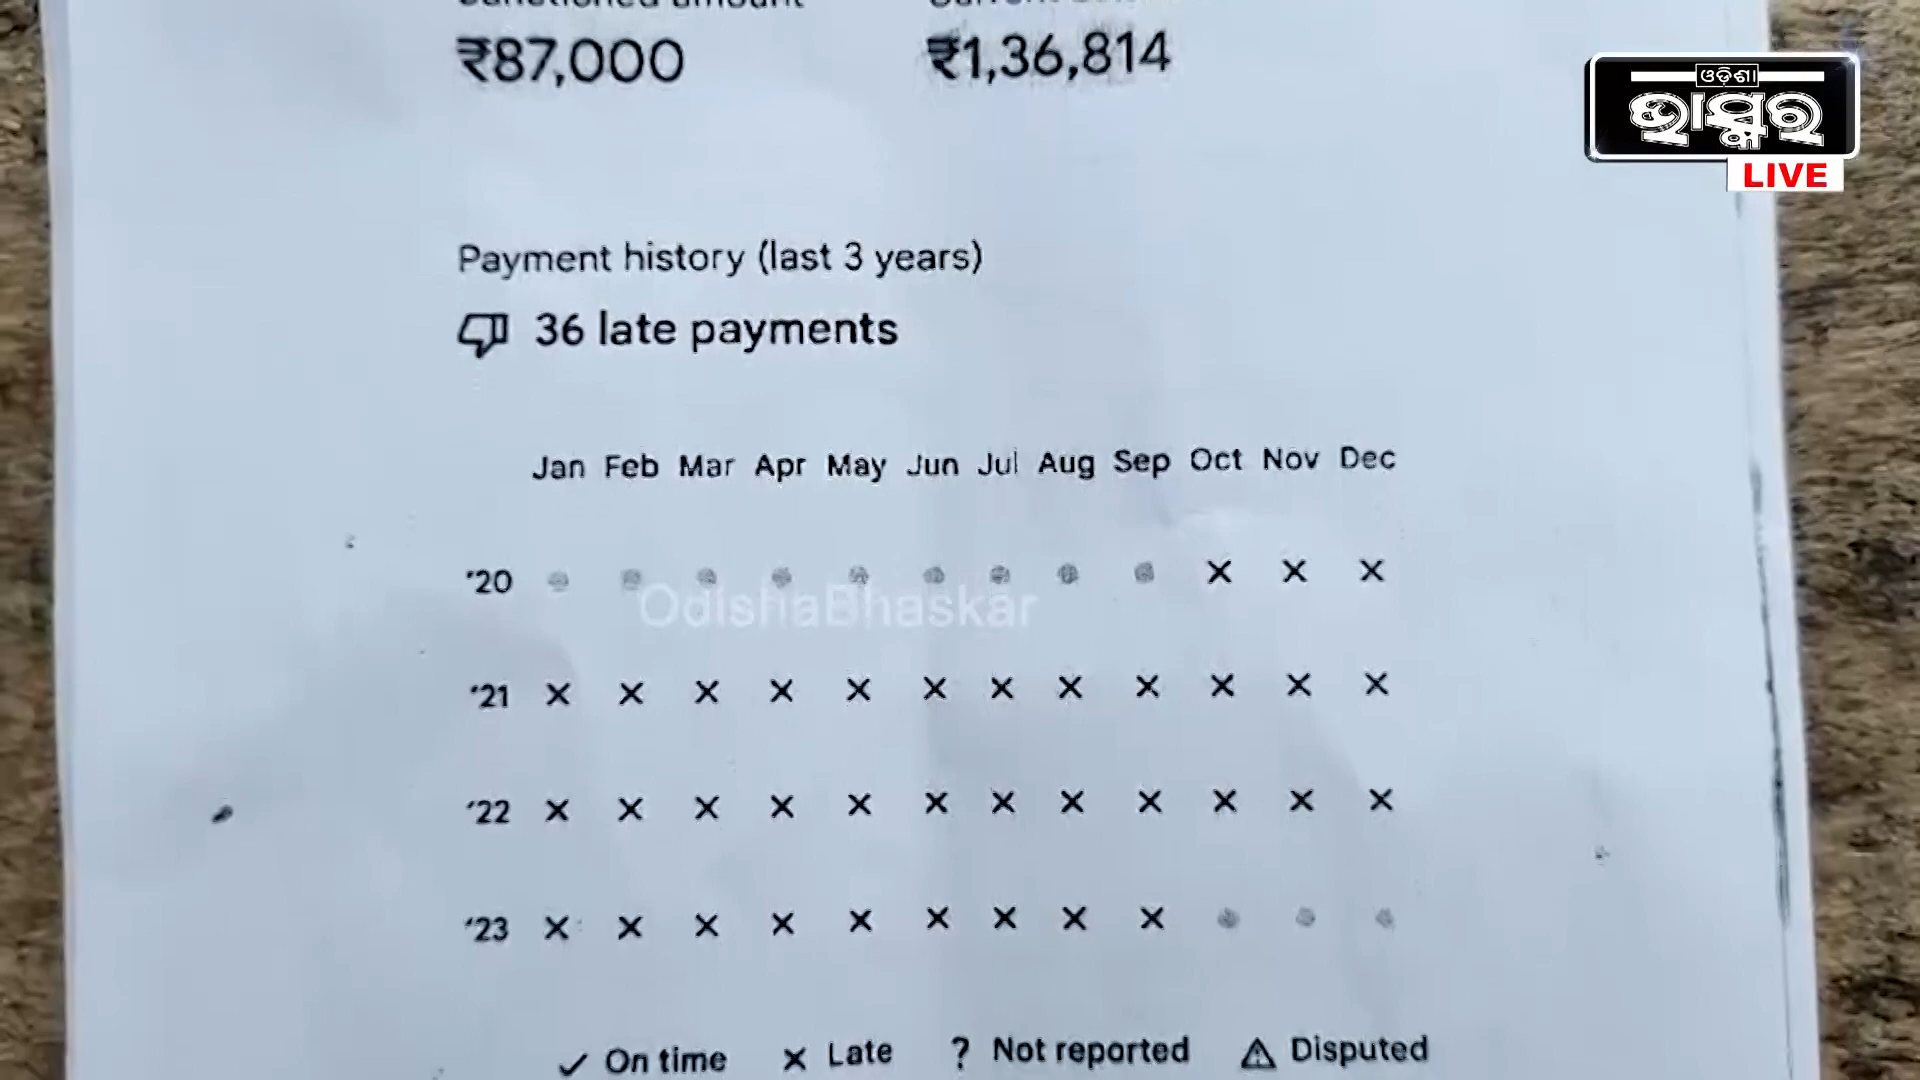 Sanctioned amount
₹87,000 ₹1,36,814
ଓଡ଼ିଶା
ଭାସ୍କର
LIVE
Payment history (last 3 years)
36 late payments
Jan Feb Mar Apr May Jun Jul Aug Sep Oct Nov Dec
'20 × × ×
OdishaBhaskar
'21 × × × × × × × × × × × ×
'22 × × × × × × × × × × × ×
'23 × × × × × × × × ×
✓ On time × Late ? Not reported ⚠ Disputed